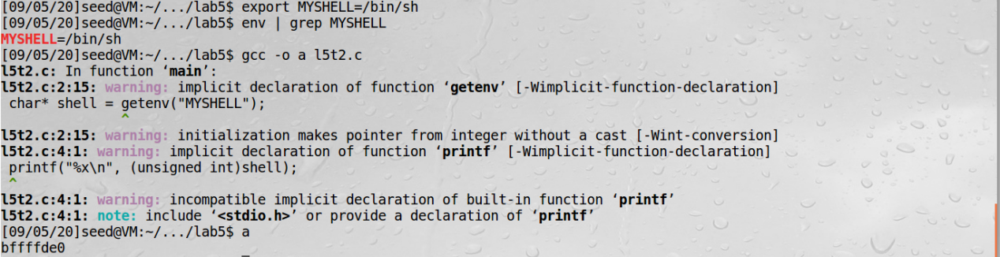 [09/05/20]seed@VM:~/.../lab5$ export MYSHELL=/bin/sh
[09/05/20]seed@VM:~/.../lab5$ env | grep MYSHELL
MYSHELL=/bin/sh
[09/05/20]seed@VM:~/.../lab5$ gcc -o a l5t2.c
l5t2.c: In function ‘main’:
l5t2.c:2:15: warning: implicit declaration of function ‘getenv’ [-Wimplicit-function-declaration]
 char* shell = getenv("MYSHELL");
               ^
l5t2.c:2:15: warning: initialization makes pointer from integer without a cast [-Wint-conversion]
l5t2.c:4:1: warning: implicit declaration of function ‘printf’ [-Wimplicit-function-declaration]
 printf("%x\n", (unsigned int)shell);
 ^
l5t2.c:4:1: warning: incompatible implicit declaration of built-in function ‘printf’
l5t2.c:4:1: note: include ‘<stdio.h>’ or provide a declaration of ‘printf’
[09/05/20]seed@VM:~/.../lab5$ a
bffffde0